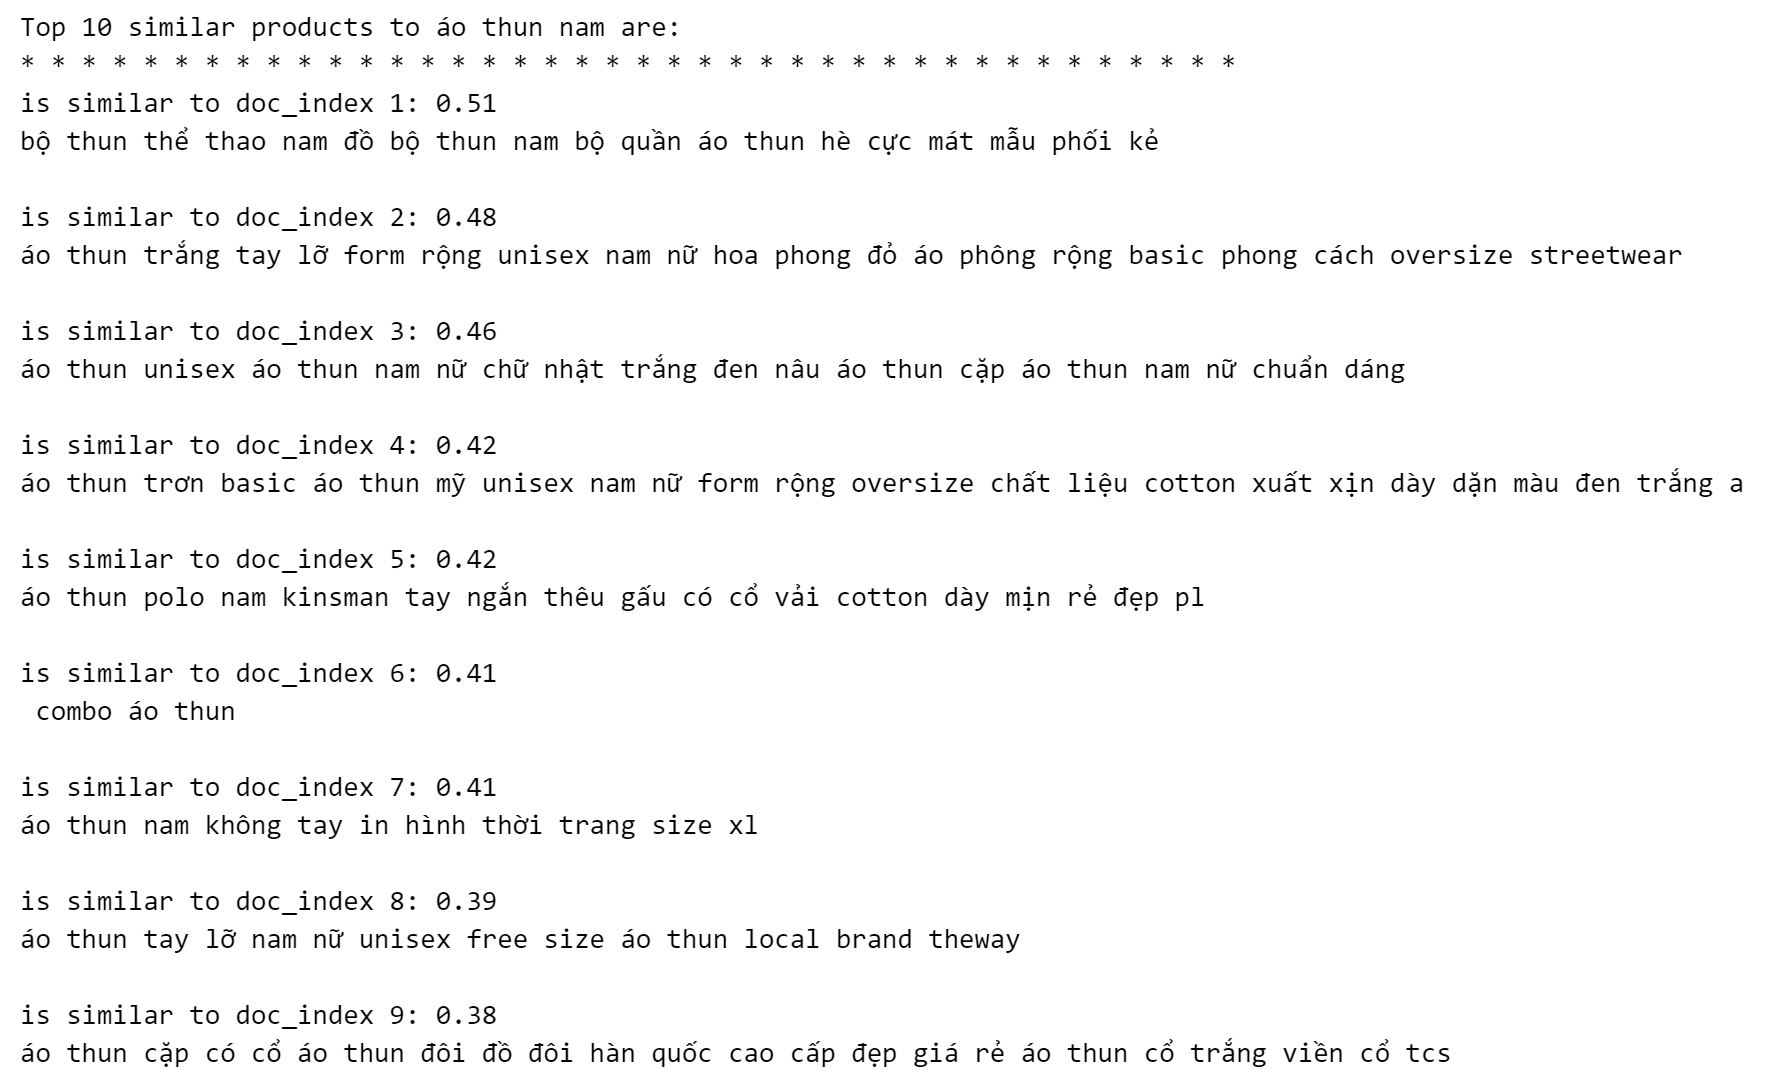 Top 10 similar products to áo thun nam are:
* * * * * * * * * * * * * * * * * * * * * * * * * * * * * * * * * * * * * * * *
is similar to doc_index 1: 0.51
bộ thun thể thao nam đồ bộ thun nam bộ quần áo thun hè cực mát mẫu phối kẻ
is similar to doc_index 2: 0.48
áo thun trắng tay lỡ form rộng unisex nam nữ hoa phong đỏ áo phông rộng basic phong cách oversize streetwear
is similar to doc_index 3: 0.46
áo thun unisex áo thun nam nữ chữ nhật trắng đen nâu áo thun cặp áo thun nam nữ chuẩn dáng
is similar to doc_index 4: 0.42
áo thun trơn basic áo thun mỹ unisex nam nữ form rộng oversize chất liệu cotton xuất xịn dày dặn màu đen trắng a
is similar to doc_index 5: 0.42
áo thun polo nam kinsman tay ngắn thêu gấu có cổ vải cotton dày mịn rẻ đẹp pl
is similar to doc_index 6: 0.41
combo áo thun
is similar to doc_index 7: 0.41
áo thun nam không tay in hình thời trang size xl
is similar to doc_index 8: 0.39
áo thun tay lỡ nam nữ unisex free size áo thun local brand theway
is similar to doc_index 9: 0.38
áo thun cặp có cổ áo thun đôi đồ đôi hàn quốc cao cấp đẹp giá rẻ áo thun cổ trắng viền cổ tcs